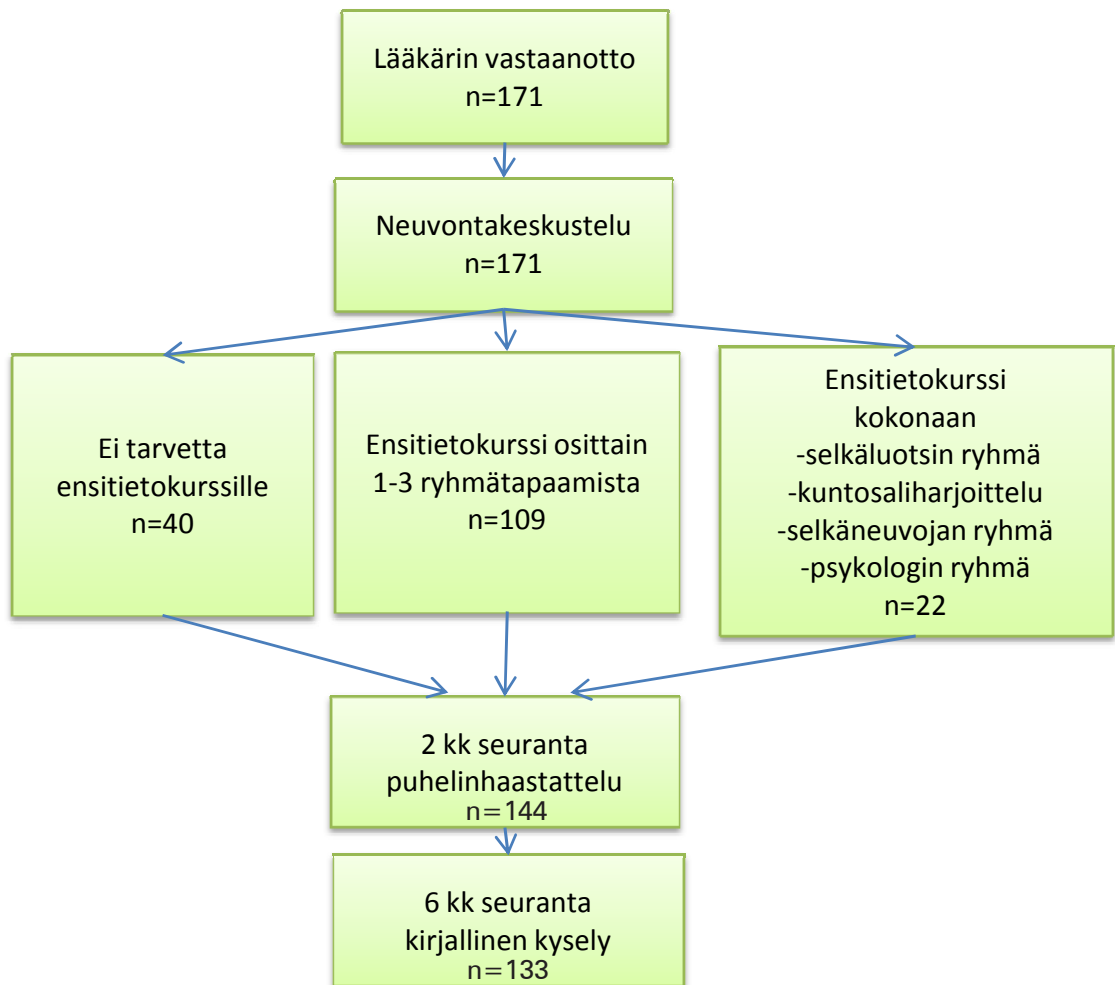 Lääkärin vastaanotto
n=171
Neuvontakeskustelu
n=171
Ei tarvetta
ensitietokurssille
n=40
Ensitietokurssi osittain
1-3 ryhmätapaamista
n=109
Ensitietokurssi
kokonaan
-selkäluotsin ryhmä
-kuntosaliharjoittelu
-selkäneuvojan ryhmä
-psykologin ryhmä
n=22
2 kk seuranta
puhelinhaastattelu
n=144
6 kk seuranta
kirjallinen kysely
n=133